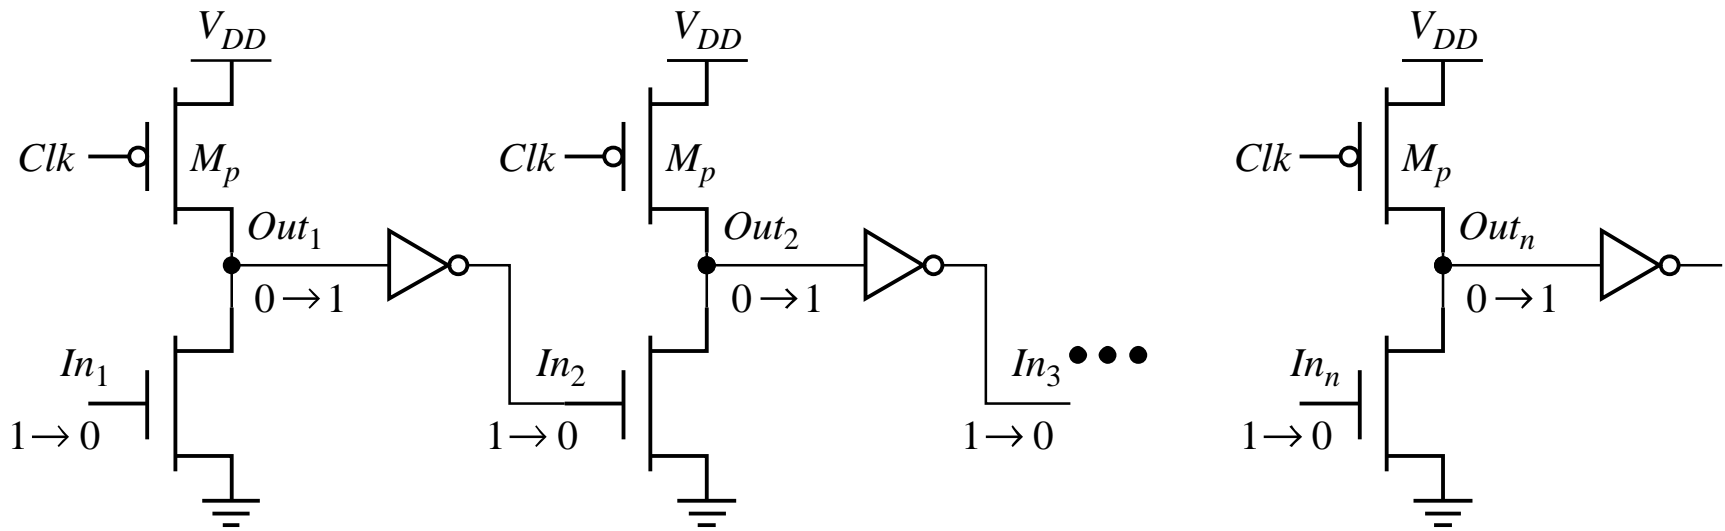 V_DD V_DD V_DD
Clk M_p Clk M_p Clk M_p
Out_1 Out_2 Out_n
0→1 0→1 0→1
In_1 In_2 In_3 In_n
1→0 1→0 1→0 1→0